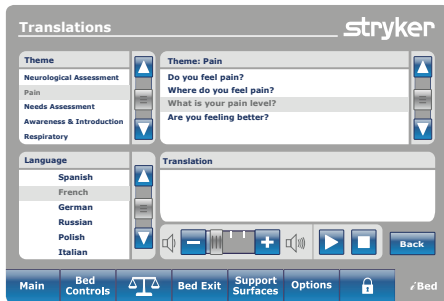 Translations
stryker
Theme
Neurological Assessment
Pain
Needs Assessment
Awareness & Introduction
Respiratory
Theme: Pain
Do you feel pain?
Where do you feel pain?
What is your pain level?
Are you feeling better?
Language
Spanish
French
German
Russian
Polish
Italian
Translation
Back
Main
Bed
Controls
Bed Exit
Support
Surfaces
Options
iBed